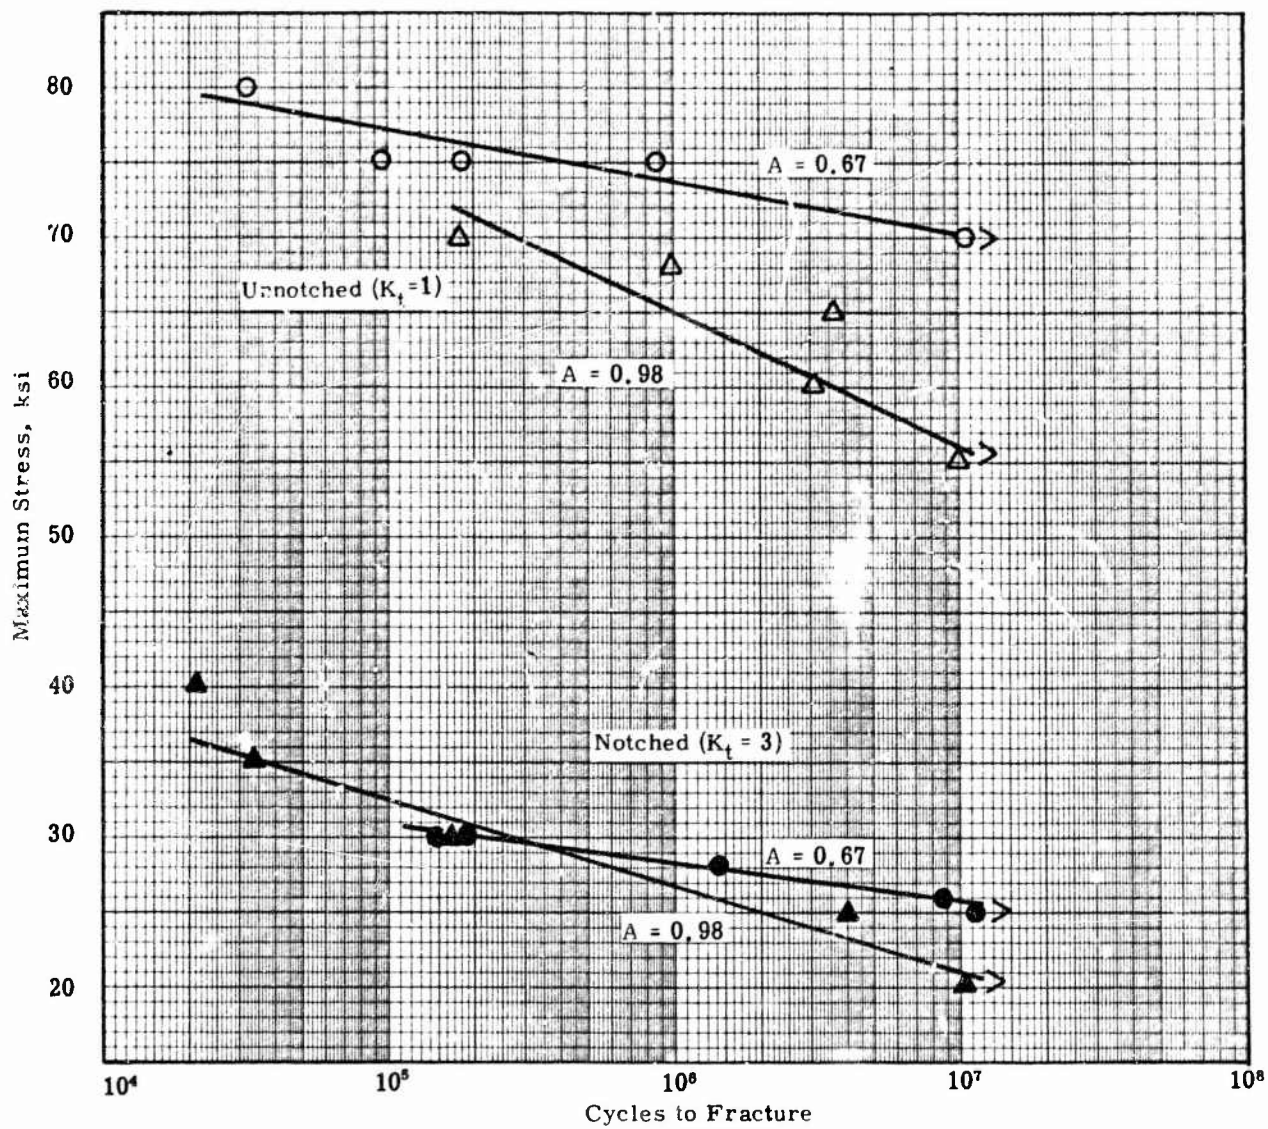 80
A = 0.67
70
Unnotched (Kt=1)
60
A = 0.98
50
40
Notched (Kt = 3)
30
A = 0.67
A = 0.98
20
Maximum Stress, ksi
10⁴ 10⁵ 10⁶ 10⁷ 10⁸
Cycles to Fracture